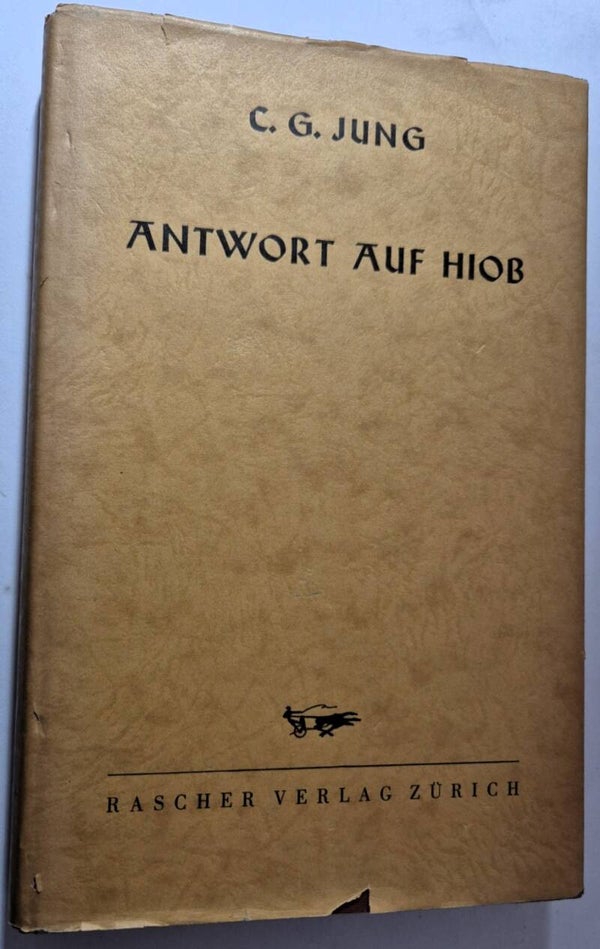 C. G. JUNG
ANTWORT AUF HIOB
RASCHER VERLAG ZÜRICH